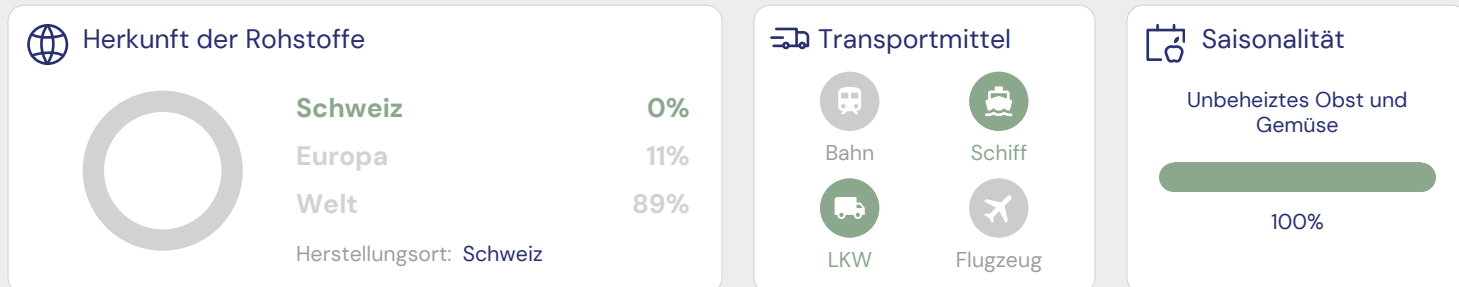 Herkunft der Rohstoffe
Schweiz 0%
Europa 11%
Welt 89%
Herstellungsort: Schweiz
Transportmittel
Bahn Schiff
LKW Flugzeug
Saisonalität
Unbeheiztes Obst und
Gemüse
100%